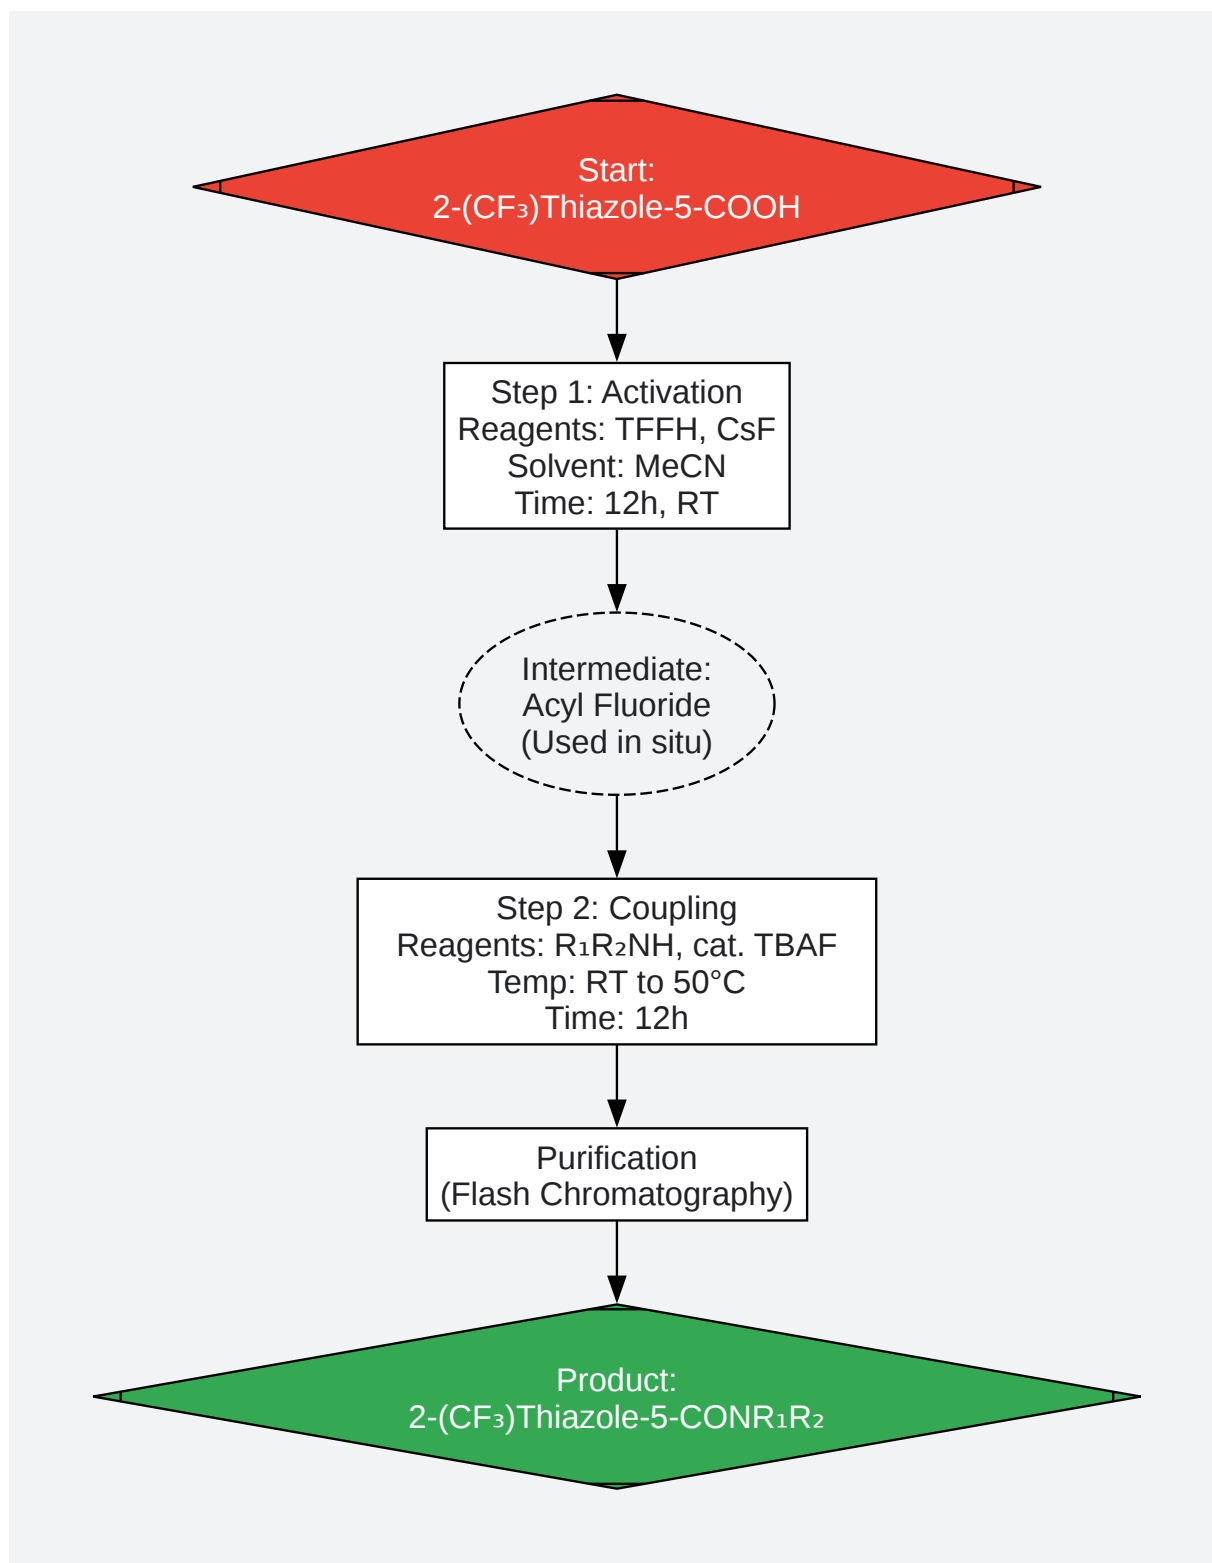 Start:
2-(CF₃)Thiazole-5-COOH
Step 1: Activation
Reagents: TFFH, CsF
Solvent: MeCN
Time: 12h, RT
Intermediate:
Acyl Fluoride
(Used in situ)
Step 2: Coupling
Reagents: R₁R₂NH, cat. TBAF
Temp: RT to 50°C
Time: 12h
Purification
(Flash Chromatography)
Product:
2-(CF₃)Thiazole-5-CONR₁R₂